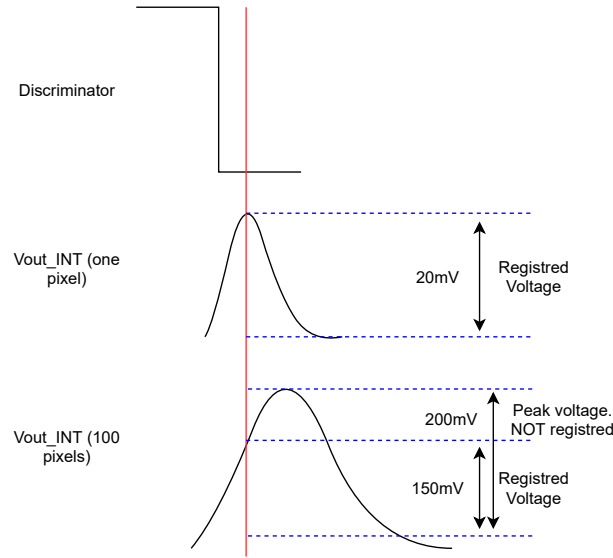 Discriminator
Vout_INT (one
pixel)
20mV
Registred
Voltage
Vout_INT (100
pixels)
200mV
Peak voltage.
NOT registred
150mV
Registred
Voltage